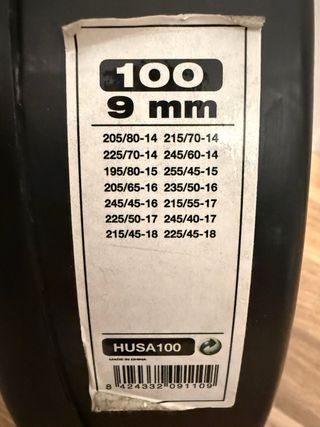 100
9 mm
205/80-14 215/70-14
225/70-14 245/60-14
195/80-15 255/45-15
205/65-16 235/50-16
245/45-16 215/55-17
225/50-17 245/40-17
215/45-18 225/45-18
HUSA100
MADE IN CHINA
8 424332 091109